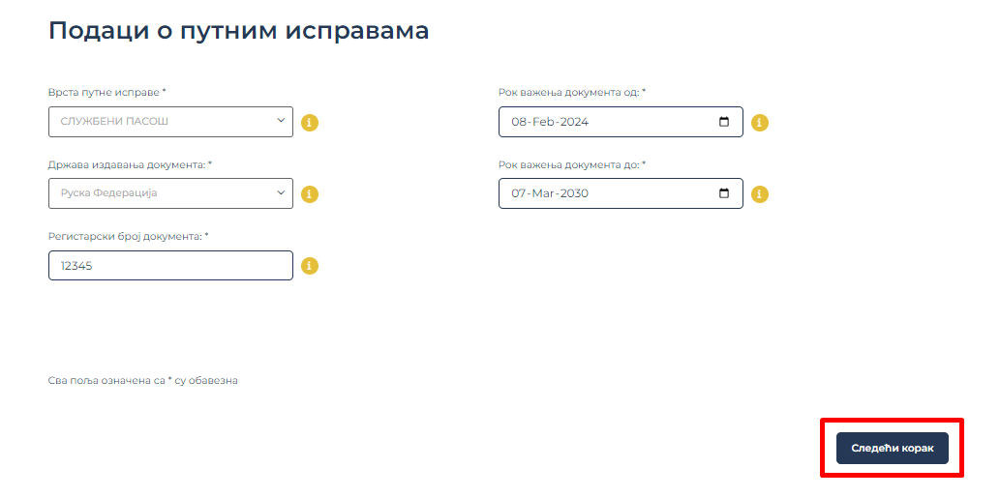 Подаци о путним исправама
Врста путне исправе *
СЛУЖБЕНИ ПАСОШ
Држава издавања документа: *
Руска Федерација
Регистарски број документа: *
12345
Рок важења документа од: *
08-Feb-2024
Рок важења документа до: *
07-Mar-2030
Сва поља означена са * су обавезна
Следећи корак